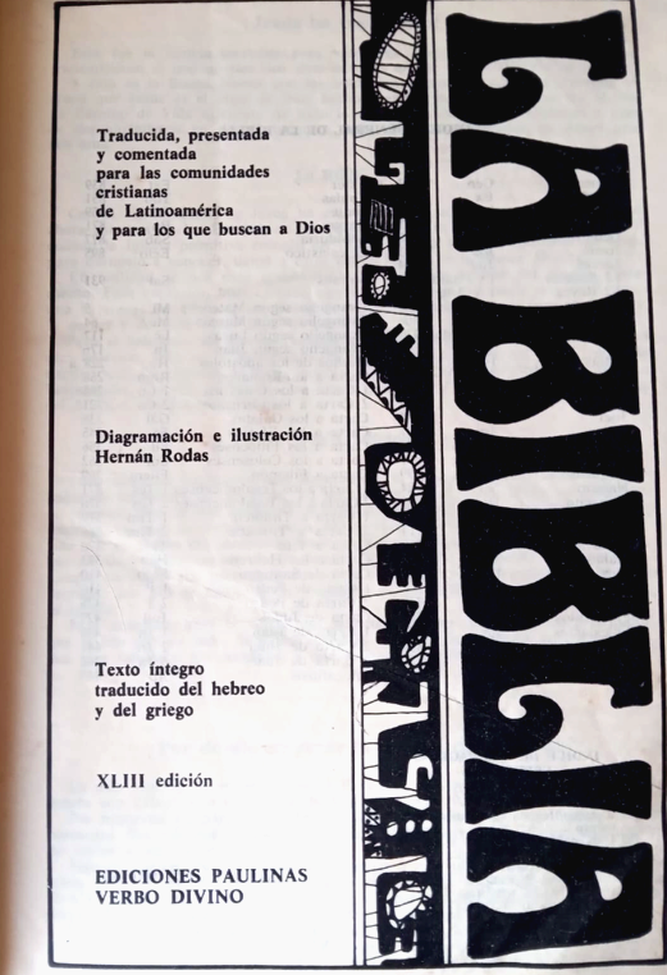 Traducida, presentada
y comentada
para las comunidades
cristianas
de Latinoamérica
y para los que buscan a Dios
Diagramación e ilustración
Hernán Rodas
Texto íntegro
traducido del hebreo
y del griego
XLIII edición
EDICIONES PAULINAS
VERBO DIVINO
LA BIBLIA